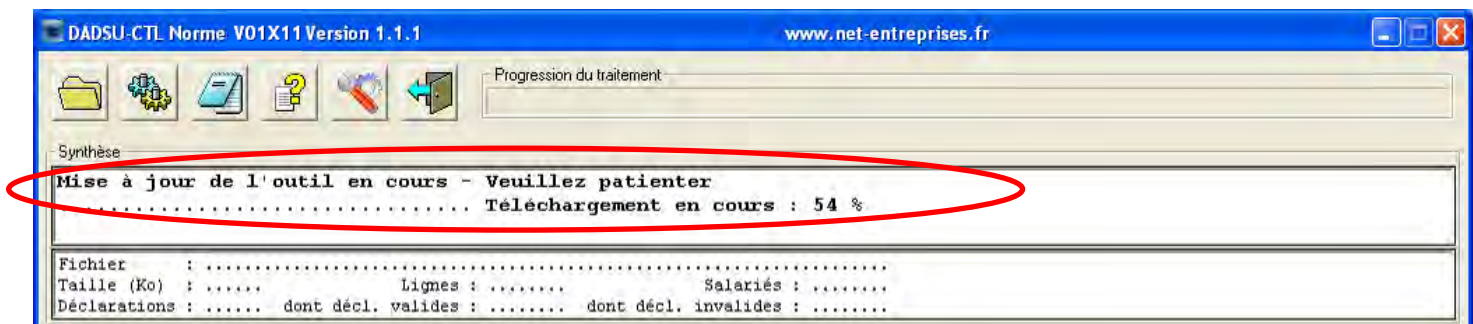 DADSU-CTL Norme V01X11 Version 1.1.1 www.net-entreprises.fr
Progression du traitement
Synthèse
Mise à jour de l'outil en cours - Veuillez patienter
................................. Téléchargement en cours : 54 %
Fichier : .....................................................................
Taille (Ko) : ...... Lignes : ........ Salariés : ........
Déclarations : ...... dont décl. valides : ........ dont décl. invalides : ........